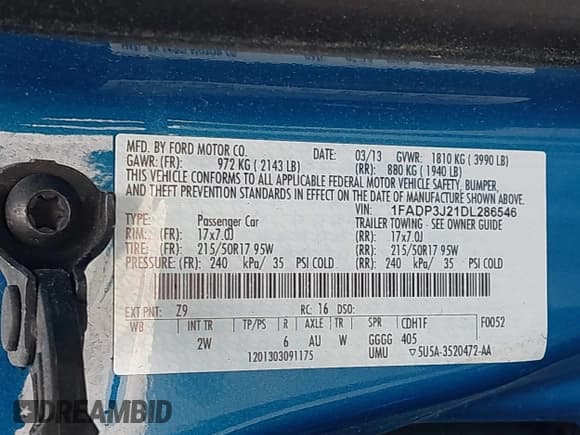 MFD. BY FORD MOTOR CO. DATE: 03/13 GVWR: 1810 KG ( 3990 LB)
GAWR: (FR): 972 KG ( 2143 LB) (RR): 880 KG ( 1940 LB)
THIS VEHICLE CONFORMS TO ALL APPLICABLE FEDERAL MOTOR VEHICLE SAFETY, BUMPER,
AND THEFT PREVENTION STANDARDS IN EFFECT ON THE DATE OF MANUFACTURE SHOWN ABOVE.
VIN: 1FADP3J21DL286546
TYPE: Passenger Car TRAILER TOWING - SEE OWNER GUIDE
RIM: (FR): 17x7.0J (RR): 17x7.0J
TIRE: (FR): 215/50R17 95W (RR): 215/50R17 95W
PRESSURE: (FR): 240 kPa/ 35 PSI COLD (RR): 240 kPa/ 35 PSI COLD
EXT PNT: Z9 RC: 16 DSO: F0052
WB INT TR TP/PS R AXLE TR SPR CDH1F
2W 6 AU W GGGG 405
1201303091175 UMU ▽5U5A-3520472-AA
DREAMBID